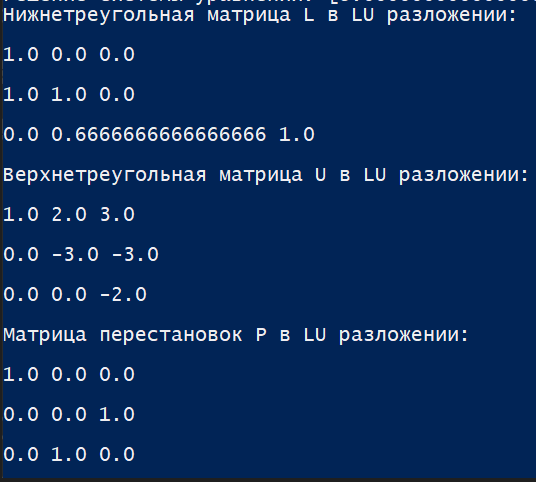 Нижнетреугольная матрица L в LU разложении:
1.0 0.0 0.0
1.0 1.0 0.0
0.0 0.6666666666666666 1.0
Верхнетреугольная матрица U в LU разложении:
1.0 2.0 3.0
0.0 -3.0 -3.0
0.0 0.0 -2.0
Матрица перестановок P в LU разложении:
1.0 0.0 0.0
0.0 0.0 1.0
0.0 1.0 0.0